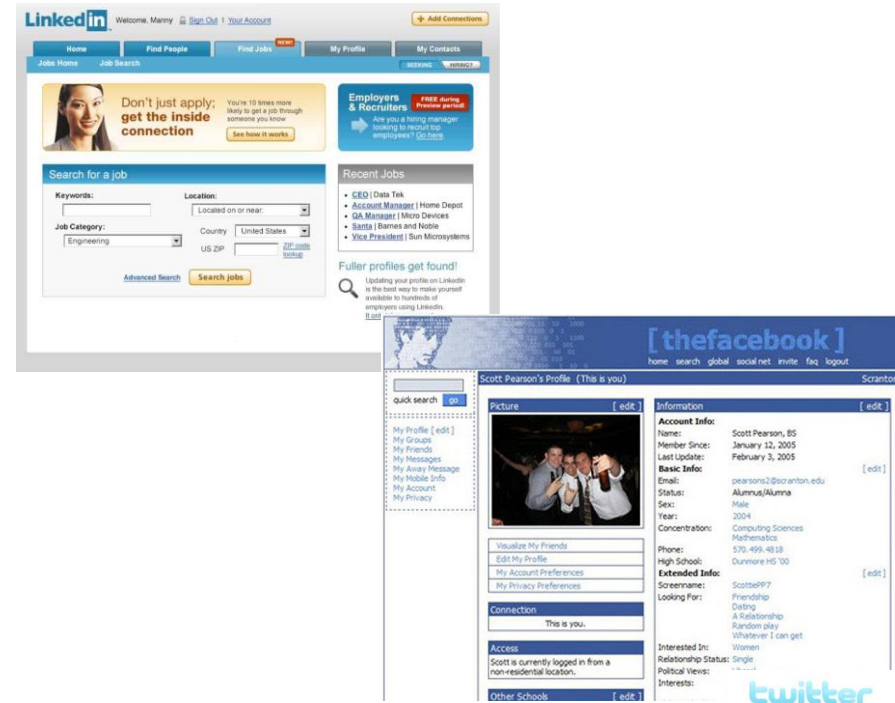 Linked in
Welcome, Manny Sign Out | Your Account
+ Add Connections
Home Find People Find Jobs NEW! My Profile My Contacts
Jobs Home Job Search SEEKING HIRING?
Don't just apply;
get the inside
connection
You're 10 times more
likely to get a job through
someone you know
See how it works
Employers
& Recruiters
FREE during
Preview period!
Are you a hiring manager
looking to recruit top
employees? Go here.
Search for a job
Keywords:
Location:
Located on or near:
Job Category:
Engineering
Country United States
US ZIP
ZIP code
lookup
Advanced Search Search jobs
Recent Jobs
• CEO | Data Tek
• Account Manager | Home Depot
• QA Manager | Micro Devices
• Santa | Barnes and Noble
• Vice President | Sun Microsystems
Fuller profiles get found!
Updating your profile on LinkedIn
is the best way to make yourself
available to hundreds of
employers using LinkedIn.
[ thefacebook ]
home search global social net invite faq logout
quick search go
My Profile [ edit ]
My Groups
My Friends
My Messages
My Away Message
My Mobile Info
My Account
My Privacy
Scott Pearson's Profile (This is you) Scranton
Picture [ edit ]
Visualize My Friends
Edit My Profile
My Account Preferences
My Privacy Preferences
Connection
This is you.
Access
Scott is currently logged in from a
non-residential location.
Other Schools [ edit ]
Information [ edit ]
Account Info:
Name: Scott Pearson, BS
Member Since: January 12, 2005
Last Update: February 3, 2005
Basic Info: [ edit ]
Email: pearsons2@scranton.edu
Status: Alumnus/Alumna
Sex: Male
Year: 2004
Concentration: Computing Sciences
Mathematics
Phone: 570.499.4818
High School: Dunmore HS '00
Extended Info: [ edit ]
Screenname: ScottiePP7
Looking For: Friendship
Dating
A Relationship
Random play
Whatever I can get
Interested In: Women
Relationship Status: Single
Political Views:
Interests:
twitter